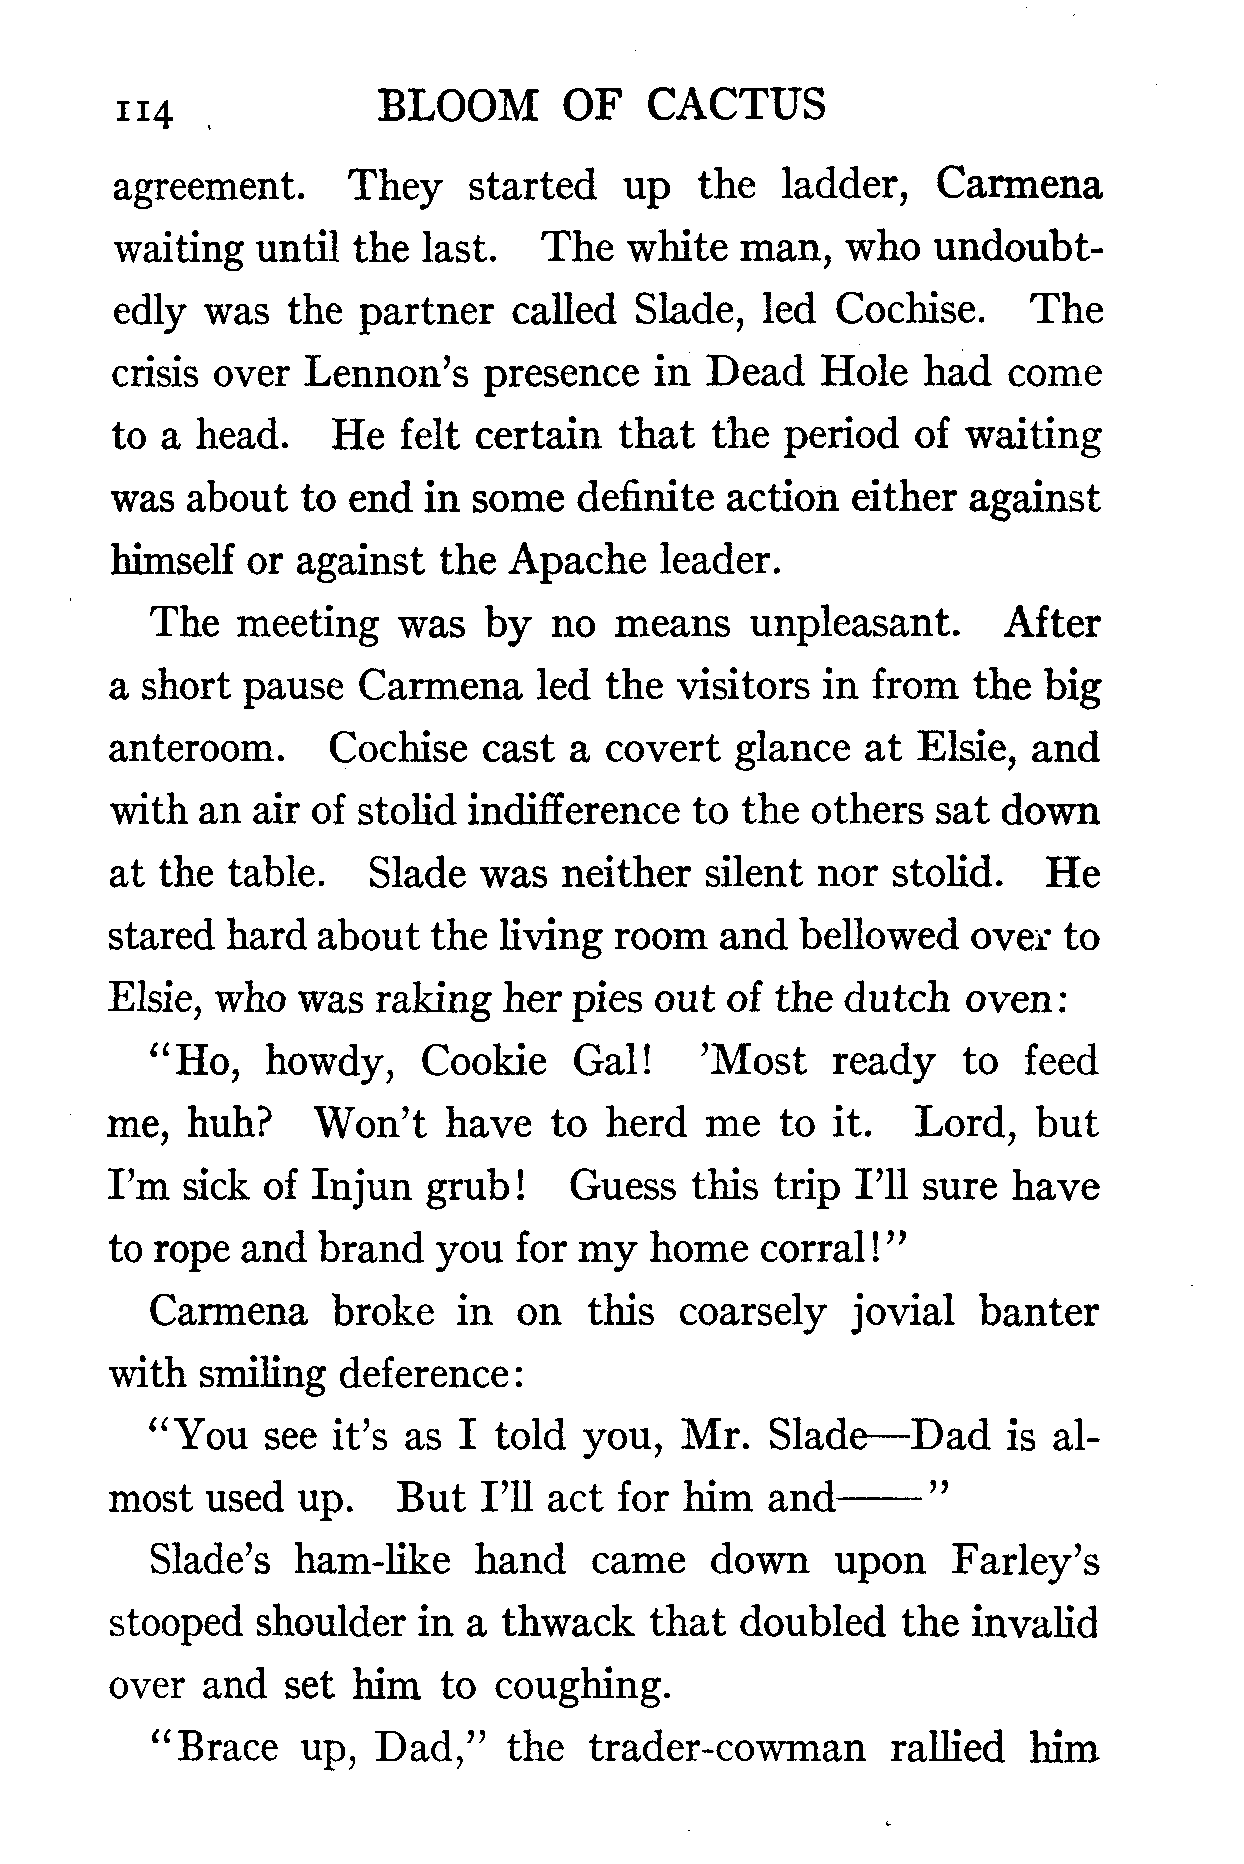 114 BLOOM OF CACTUS
agreement. They started up the ladder, Carmena
waiting until the last. The white man, who undoubt-
edly was the partner called Slade, led Cochise. The
crisis over Lennon's presence in Dead Hole had come
to a head. He felt certain that the period of waiting
was about to end in some definite action either against
himself or against the Apache leader.
The meeting was by no means unpleasant. After
a short pause Carmena led the visitors in from the big
anteroom. Cochise cast a covert glance at Elsie, and
with an air of stolid indifference to the others sat down
at the table. Slade was neither silent nor stolid. He
stared hard about the living room and bellowed over to
Elsie, who was raking her pies out of the dutch oven:
"Ho, howdy, Cookie Gal! 'Most ready to feed
me, huh? Won't have to herd me to it. Lord, but
I'm sick of Injun grub! Guess this trip I'll sure have
to rope and brand you for my home corral!"
Carmena broke in on this coarsely jovial banter
with smiling deference:
"You see it's as I told you, Mr. Slade—Dad is al-
most used up. But I'll act for him and——"
Slade's ham-like hand came down upon Farley's
stooped shoulder in a thwack that doubled the invalid
over and set him to coughing.
"Brace up, Dad," the trader-cowman rallied him